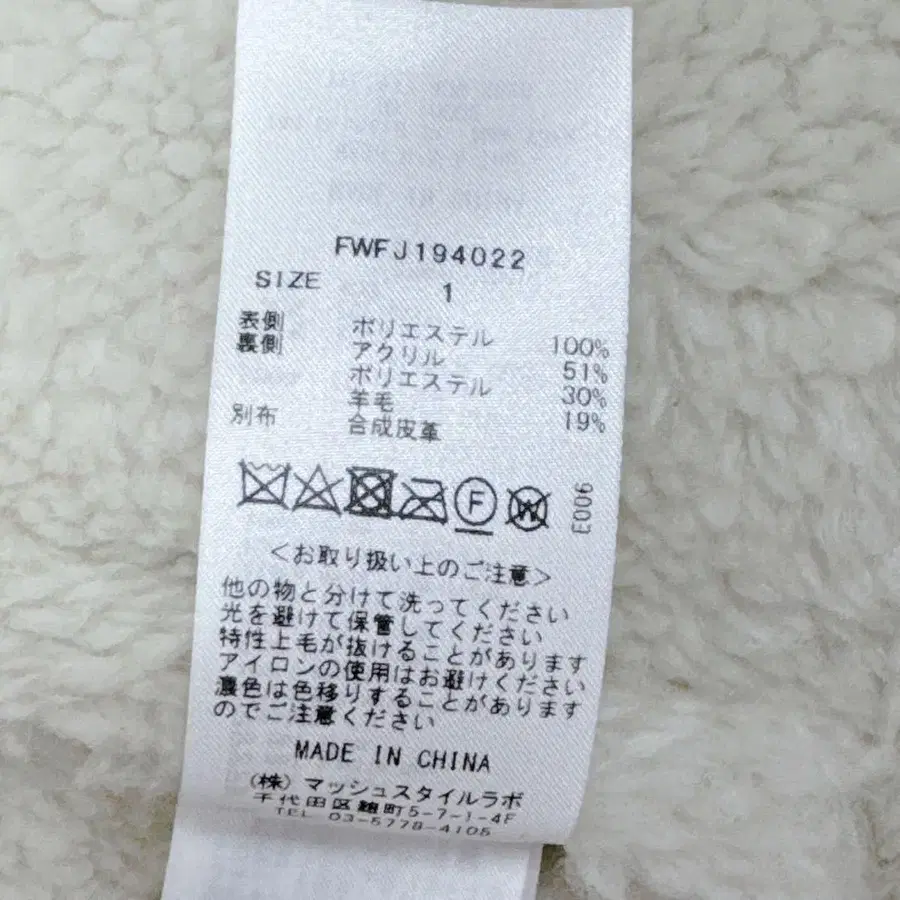 FWFJ194022
SIZE 1
表側 ポリエステル 100%
裏側 アクリル 51%
ポリエステル 30%
羊毛 19%
別布 合成皮革
F W E006
<お取り扱い上のご注意>
他の物と分けて洗ってください
光を避けて保管してください
特性上毛が抜けることがあります
アイロンの使用はお避けください
濃色は色移りすることがあります
のでご注意ください
MADE IN CHINA
(株)マッシュスタイルラボ
千代田区麹町5-7-1-4F
TEL 03-5778-4105